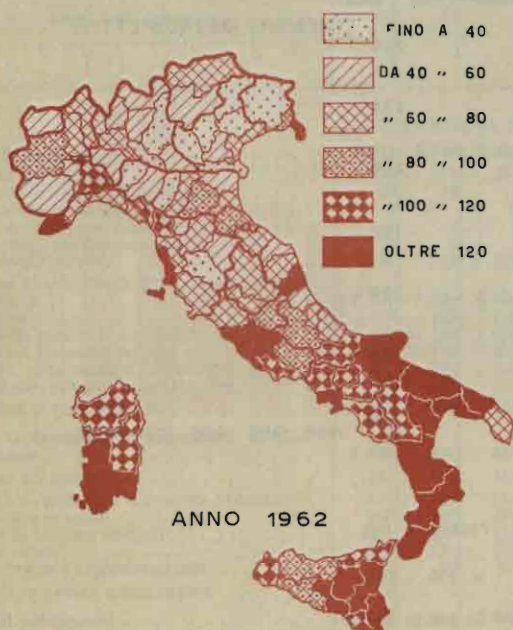 FINO A 40
DA 40 „ 60
„ 60 „ 80
„ 80 „ 100
„ 100 „ 120
OLTRE 120
ANNO 1962